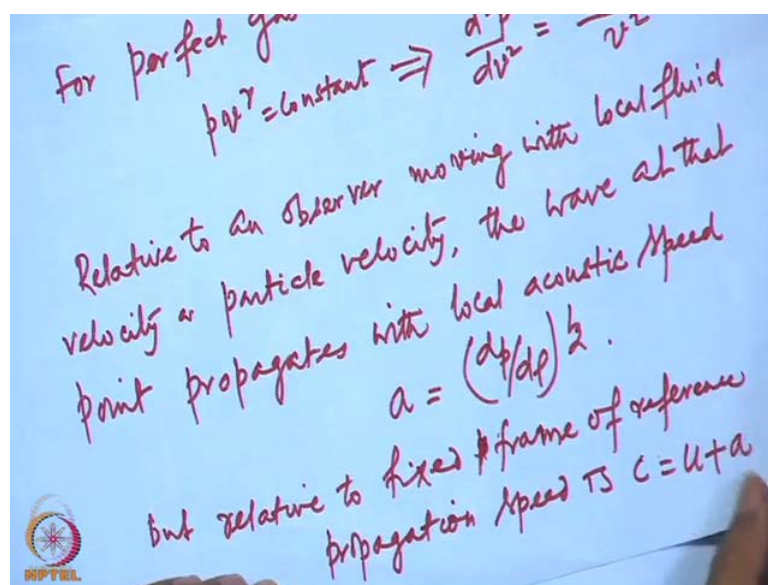 For perfect gas
pvᵞ = constant ⇒ d²p/dv² = /v²
Relative to an observer moving with local fluid
velocity or particle velocity, the wave at that
point propagates with local acoustic speed
a = (dp/dρ)^½.
but relative to fixed frame of reference
propagation speed is c = u + a
NPTEL